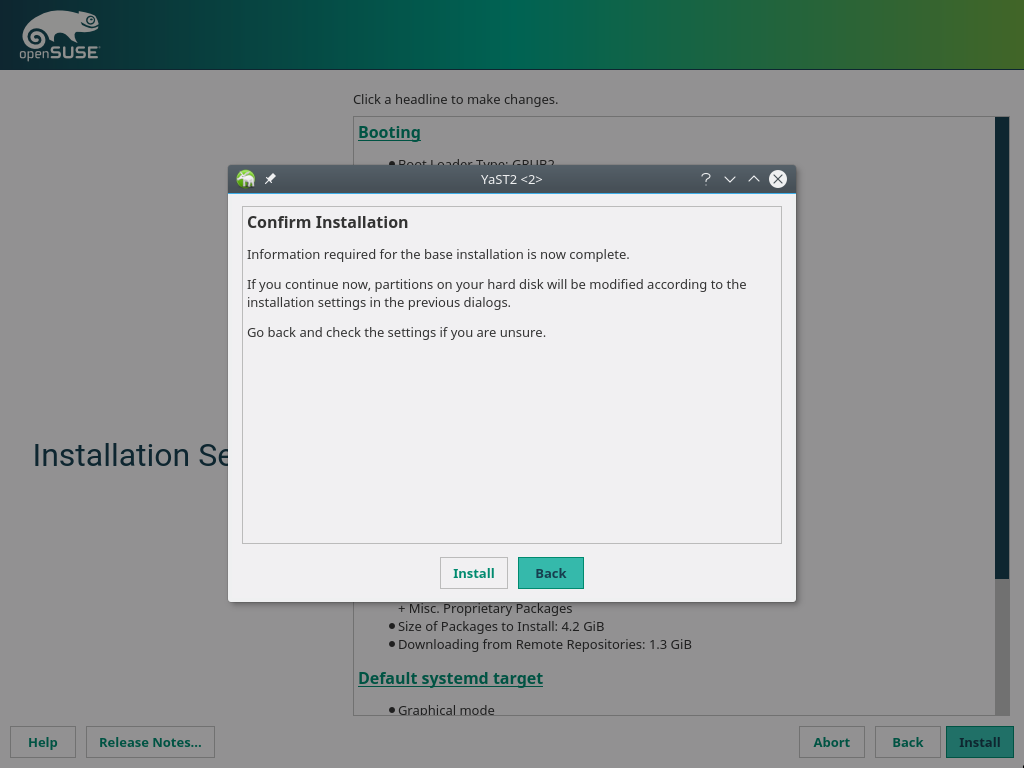 openSUSE
Click a headline to make changes.
Booting
Boot Loader Type: GRUB2
YaST2 <2>
Confirm Installation
Information required for the base installation is now complete.
If you continue now, partitions on your hard disk will be modified according to the
installation settings in the previous dialogs.
Go back and check the settings if you are unsure.
Installation Se
Install
Back
+ Misc. Proprietary Packages
Size of Packages to Install: 4.2 GiB
Downloading from Remote Repositories: 1.3 GiB
Default systemd target
Graphical mode
Help
Release Notes...
Abort
Back
Install